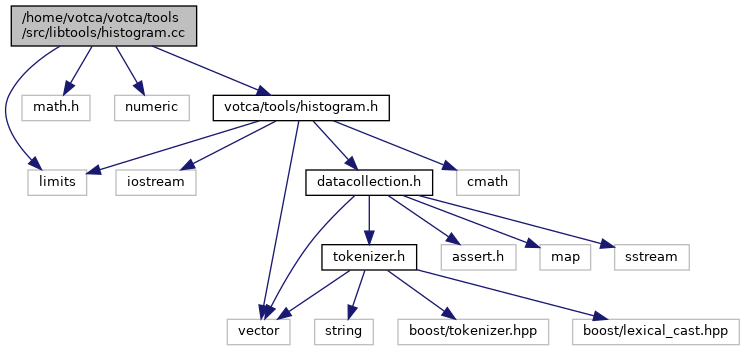 /home/votca/votca/tools
/src/libtools/histogram.cc
math.h
numeric
votca/tools/histogram.h
limits
iostream
datacollection.h
cmath
tokenizer.h
assert.h
map
sstream
vector
string
boost/tokenizer.hpp
boost/lexical_cast.hpp